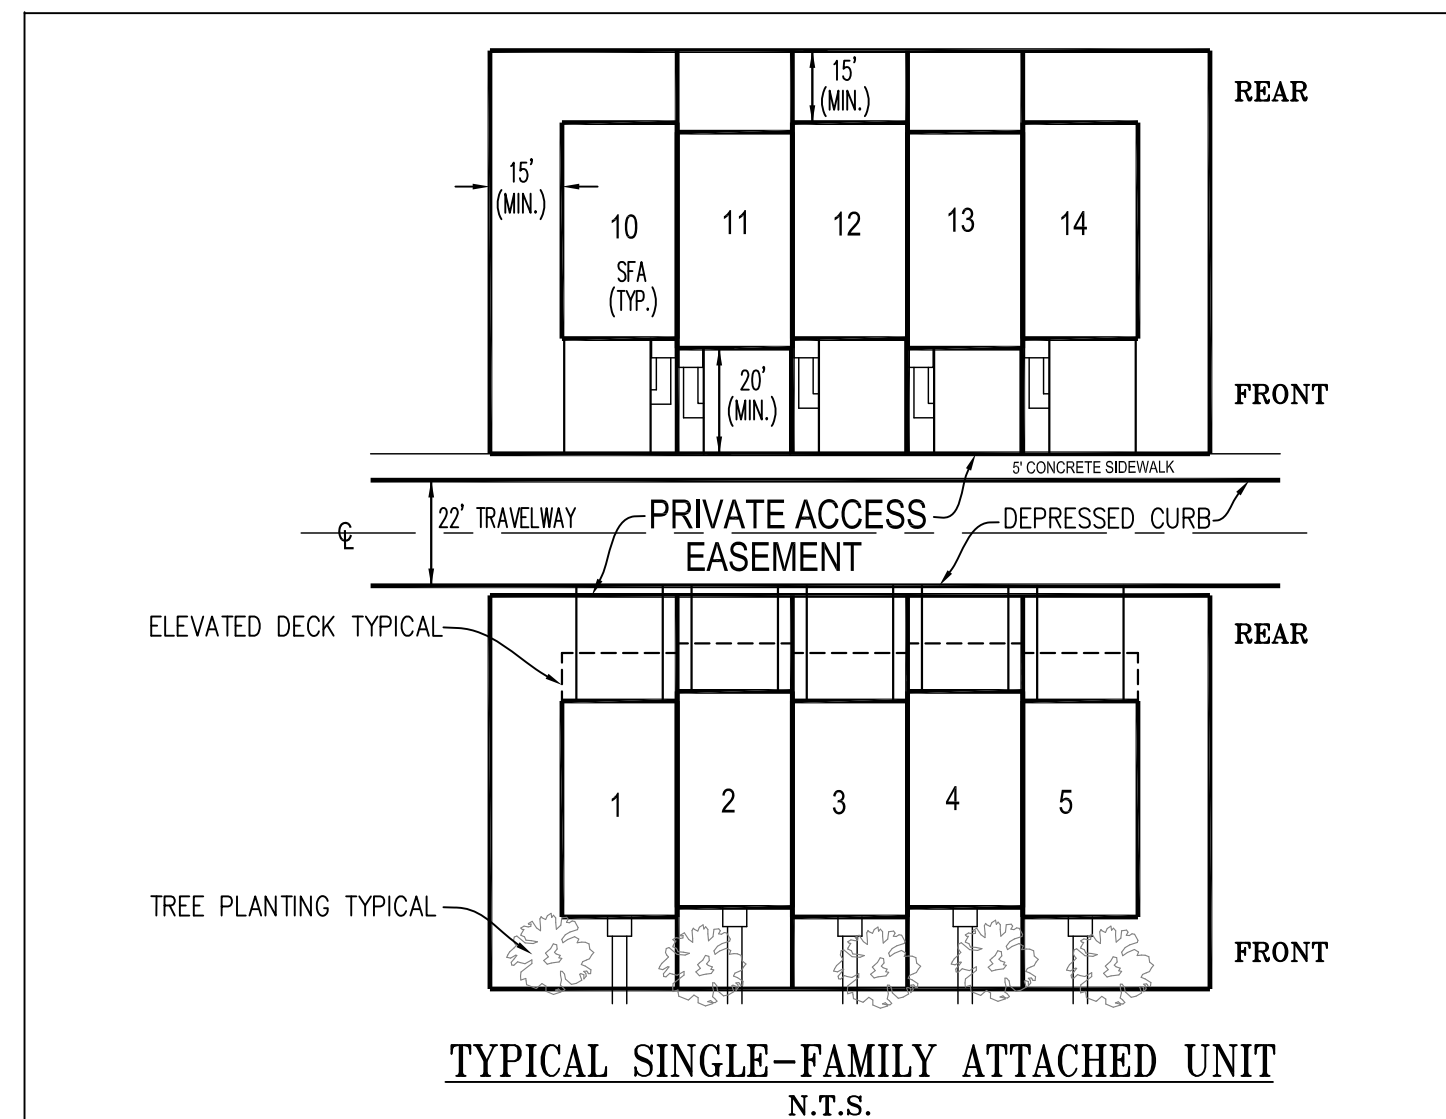 15'
(MIN.)
REAR
15'
(MIN.)
10
11
12
13
14
SFA
(TYP.)
20'
(MIN.)
FRONT
5' CONCRETE SIDEWALK
22' TRAVELWAY
PRIVATE ACCESS
EASEMENT
DEPRESSED CURB
℄
ELEVATED DECK TYPICAL
REAR
1
2
3
4
5
TREE PLANTING TYPICAL
FRONT
TYPICAL SINGLE-FAMILY ATTACHED UNIT
N.T.S.